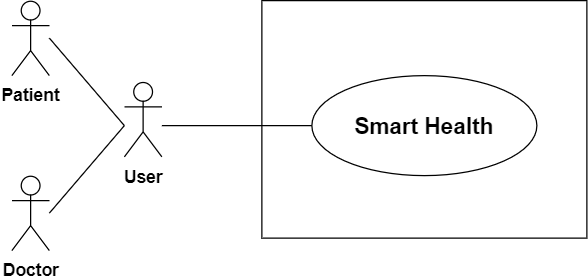 Patient
User
Smart Health
Doctor